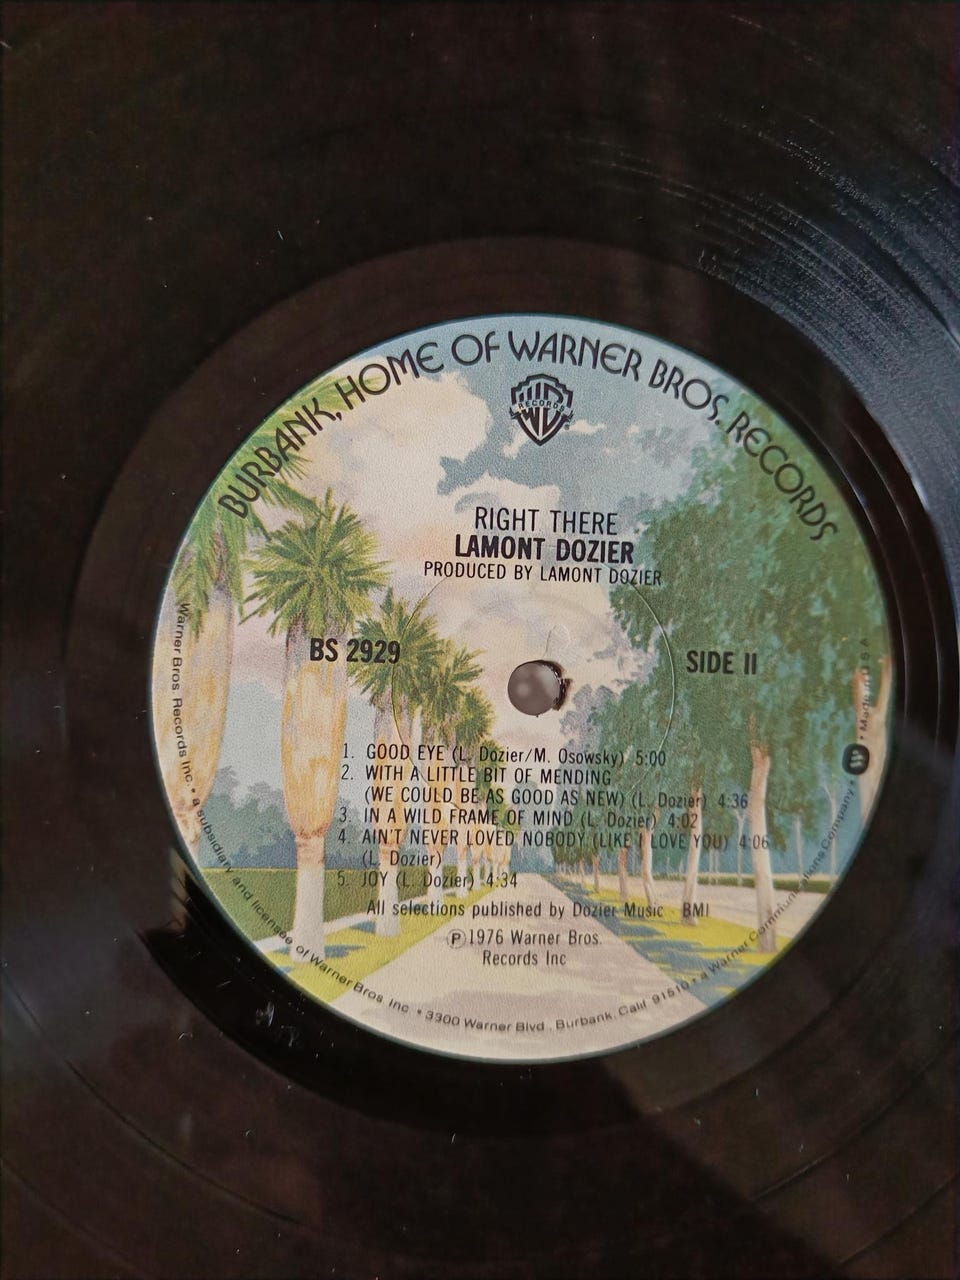 BURBANK, HOME OF WARNER BROS. RECORDS
RECORDS
RIGHT THERE
LAMONT DOZIER
PRODUCED BY LAMONT DOZIER
BS 2929
SIDE II
1. GOOD EYE (L. Dozier/M. Osowsky) 5:00
2. WITH A LITTLE BIT OF MENDING
(WE COULD BE AS GOOD AS NEW) (L. Dozier) 4:36
3. IN A WILD FRAME OF MIND (L. Dozier) 4:02
4. AIN'T NEVER LOVED NOBODY (LIKE I LOVE YOU) 4:06
(L. Dozier)
5. JOY (L. Dozier) 4:34
All selections published by Dozier Music · BMI
Ⓟ1976 Warner Bros.
Records Inc
Warner Bros. Records Inc. • a subsidiary and licensee of Warner Bros. Inc. • 3300 Warner Blvd., Burbank, Calif. 91510 • a Warner Communications Company • Made in U.S.A.